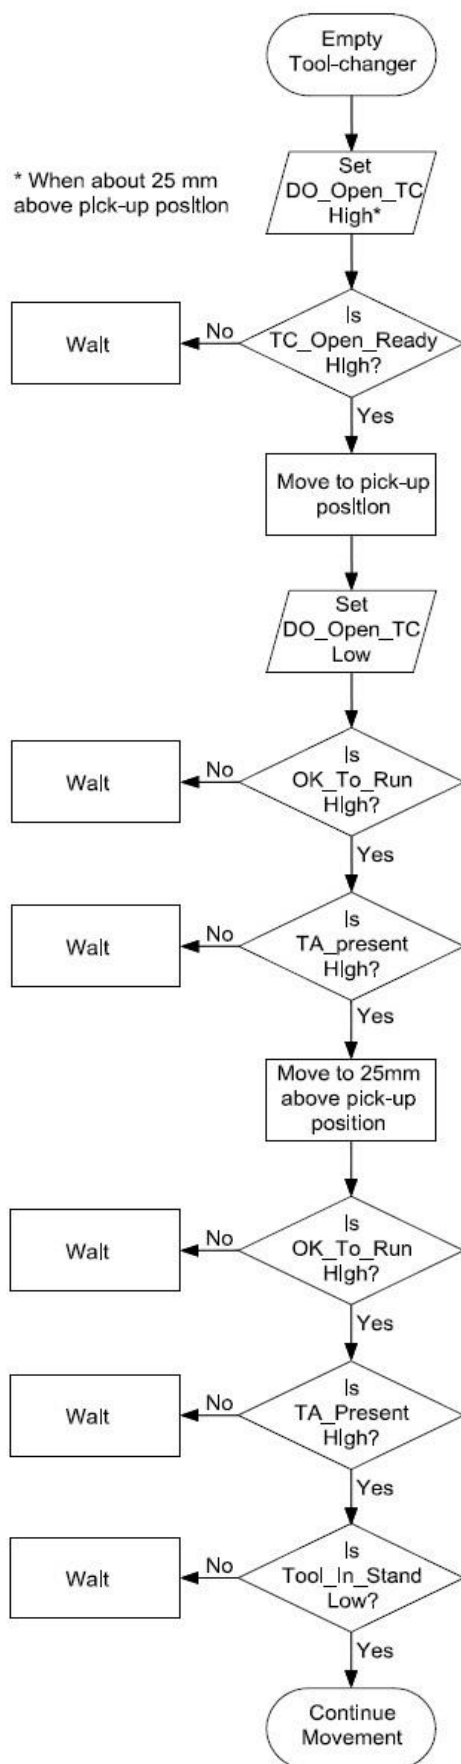 Empty
Tool-changer
* When about 25 mm
above pick-up position
Set
DO_Open_TC
High*
Is
TC_Open_Ready
High?
No
Wait
Yes
Move to pick-up
position
Set
DO_Open_TC
Low
Is
OK_To_Run
High?
No
Wait
Yes
Is
TA_present
High?
No
Wait
Yes
Move to 25mm
above pick-up
position
Is
OK_To_Run
High?
No
Wait
Yes
Is
TA_Present
High?
No
Wait
Yes
Is
Tool_In_Stand
Low?
No
Wait
Yes
Continue
Movement